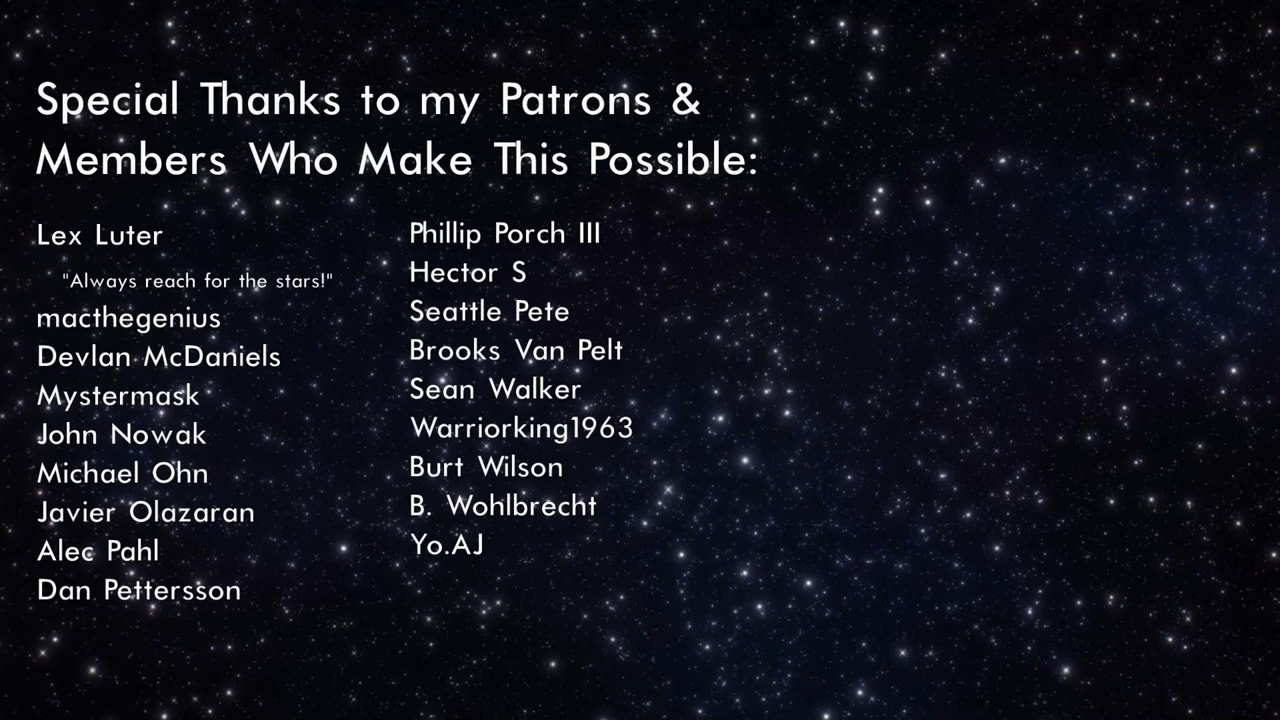 Special Thanks to my Patrons &
Members Who Make This Possible:
Lex Luter
"Always reach for the stars!"
macthegenius
Devlan McDaniels
Mystermask
John Nowak
Michael Ohn
Javier Olazaran
Alec Pahl
Dan Pettersson
Phillip Porch III
Hector S
Seattle Pete
Brooks Van Pelt
Sean Walker
Warriorking1963
Burt Wilson
B. Wohlbrecht
Yo.AJ